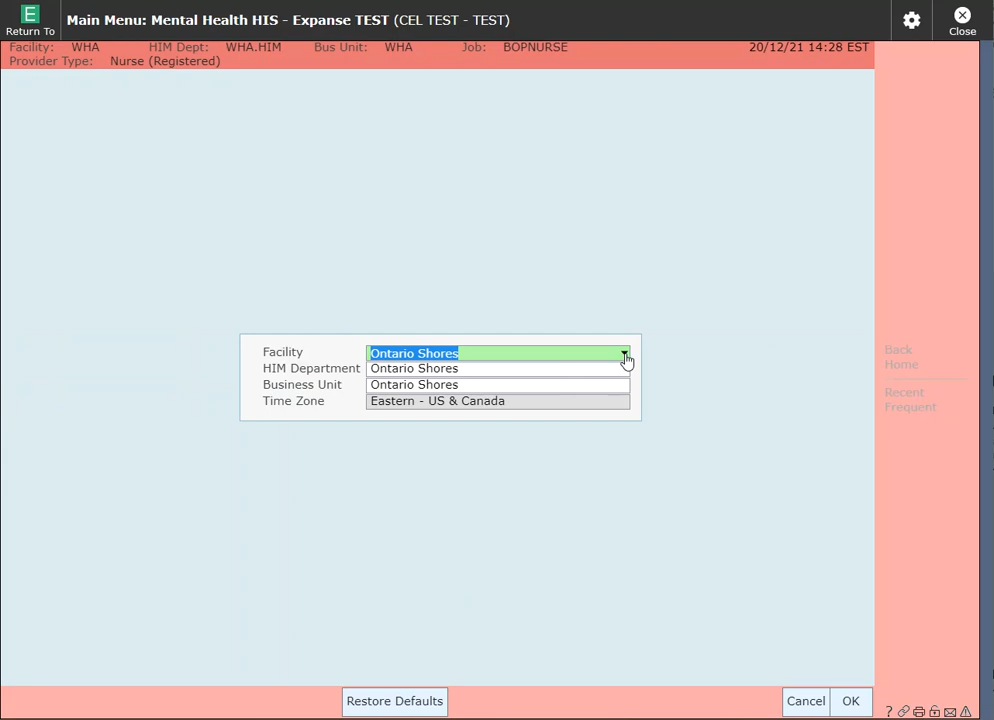 E
Return To
Main Menu: Mental Health HIS - Expanse TEST (CEL TEST - TEST)
Close
Facility: WHA HIM Dept: WHA.HIM Bus Unit: WHA Job: BOPNURSE 20/12/21 14:28 EST
Provider Type: Nurse (Registered)
Facility Ontario Shores
HIM Department Ontario Shores
Business Unit Ontario Shores
Time Zone Eastern - US & Canada
Back
Home
Recent
Frequent
Restore Defaults Cancel OK
?